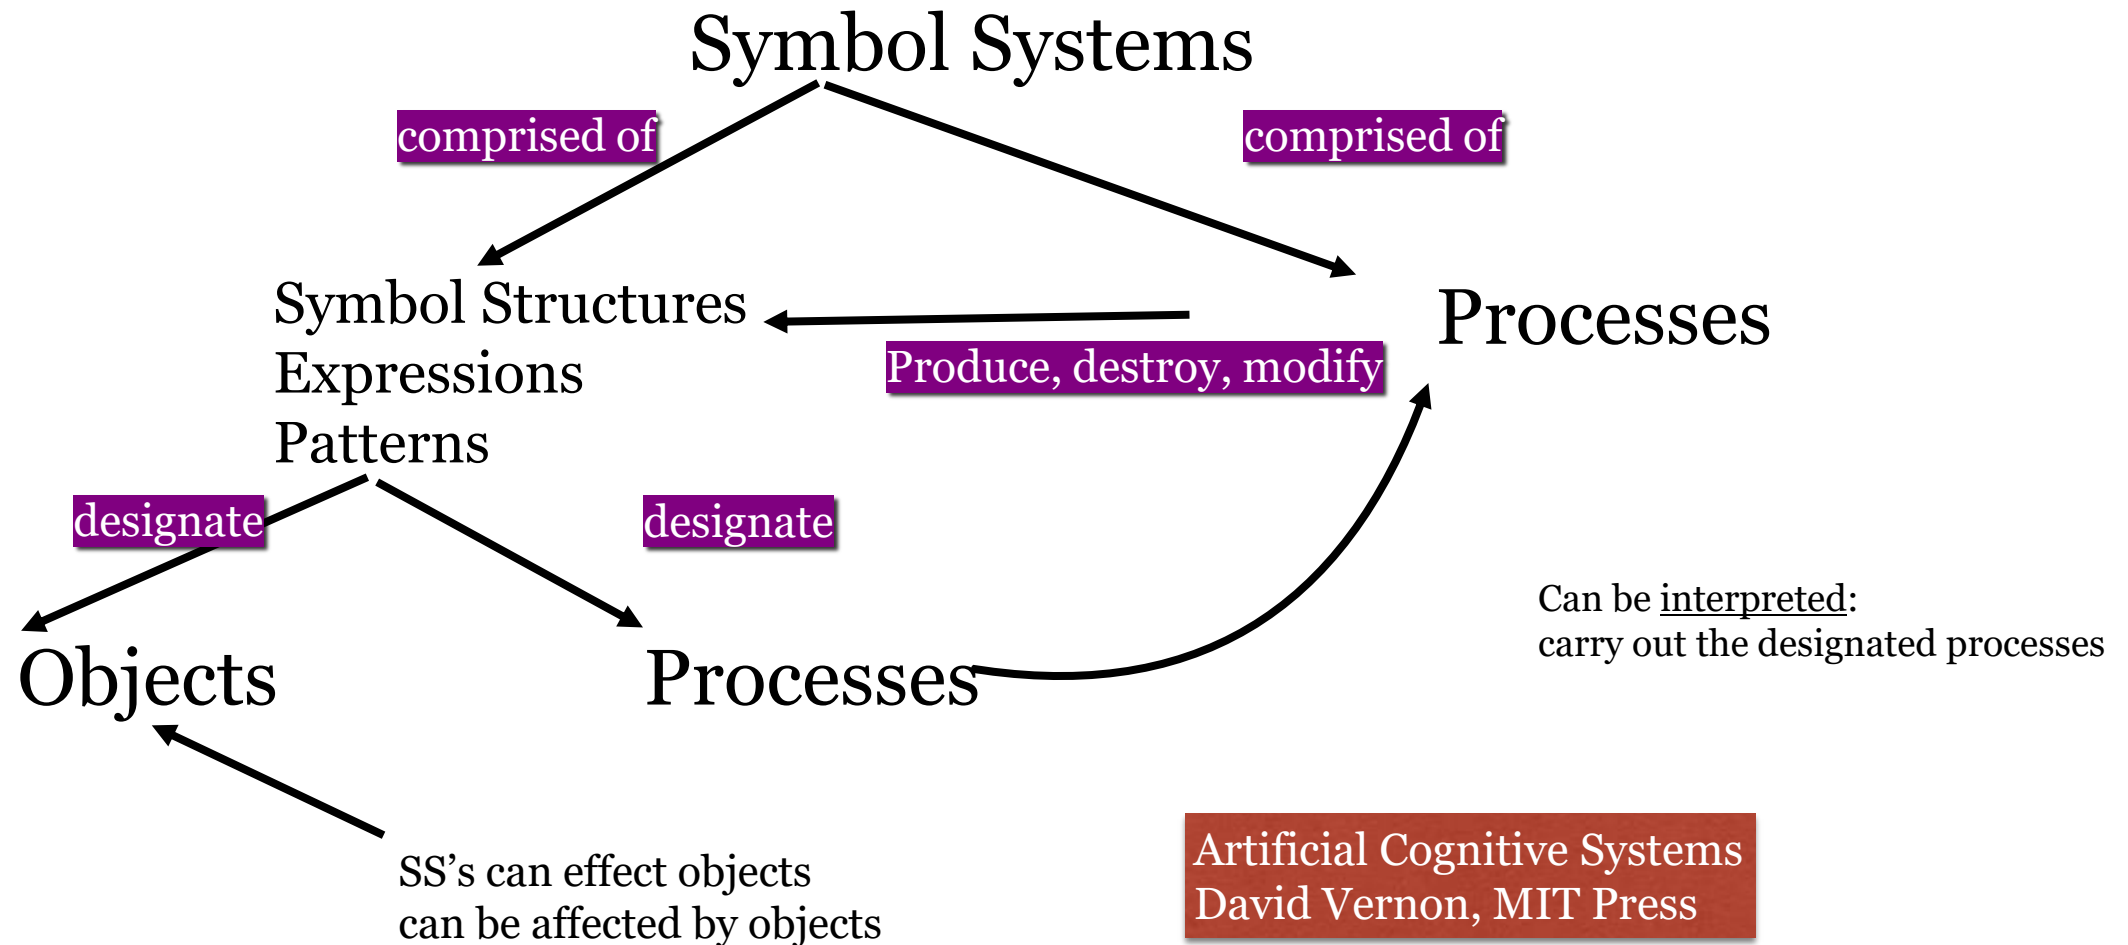 Symbol Systems
comprised of
comprised of
Symbol Structures
Expressions
Patterns
Processes
Produce, destroy, modify
designate
designate
Objects
Processes
Can be interpreted:
carry out the designated processes
SS’s can effect objects
can be affected by objects
Artificial Cognitive Systems
David Vernon, MIT Press